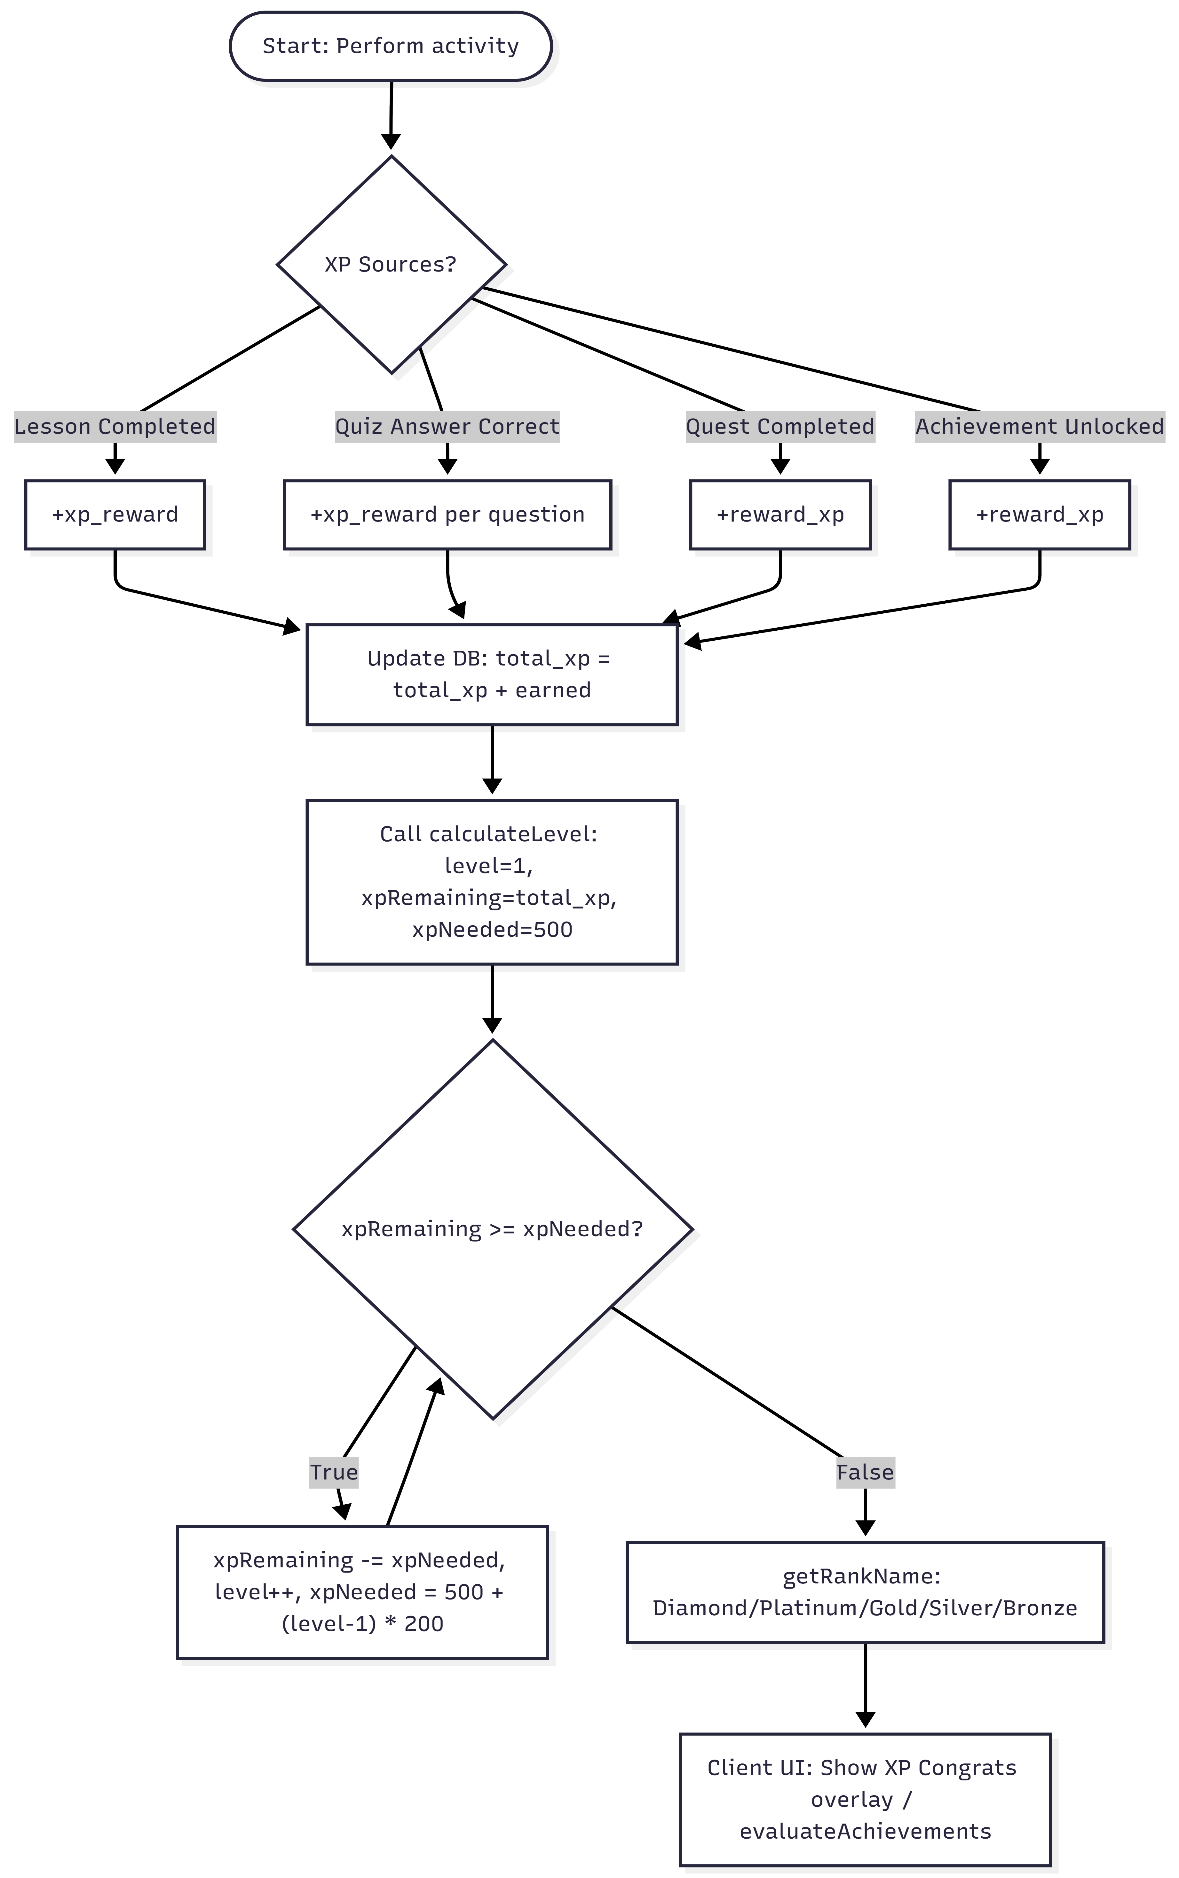 Start: Perform activity
XP Sources?
Lesson Completed
Quiz Answer Correct
Quest Completed
Achievement Unlocked
+xp_reward
+xp_reward per question
+reward_xp
+reward_xp
Update DB: total_xp =
total_xp + earned
Call calculateLevel:
level=1,
xpRemaining=total_xp,
xpNeeded=500
xpRemaining >= xpNeeded?
True
False
xpRemaining -= xpNeeded,
level++, xpNeeded = 500 +
(level-1) * 200
getRankName:
Diamond/Platinum/Gold/Silver/Bronze
Client UI: Show XP Congrats
overlay /
evaluateAchievements